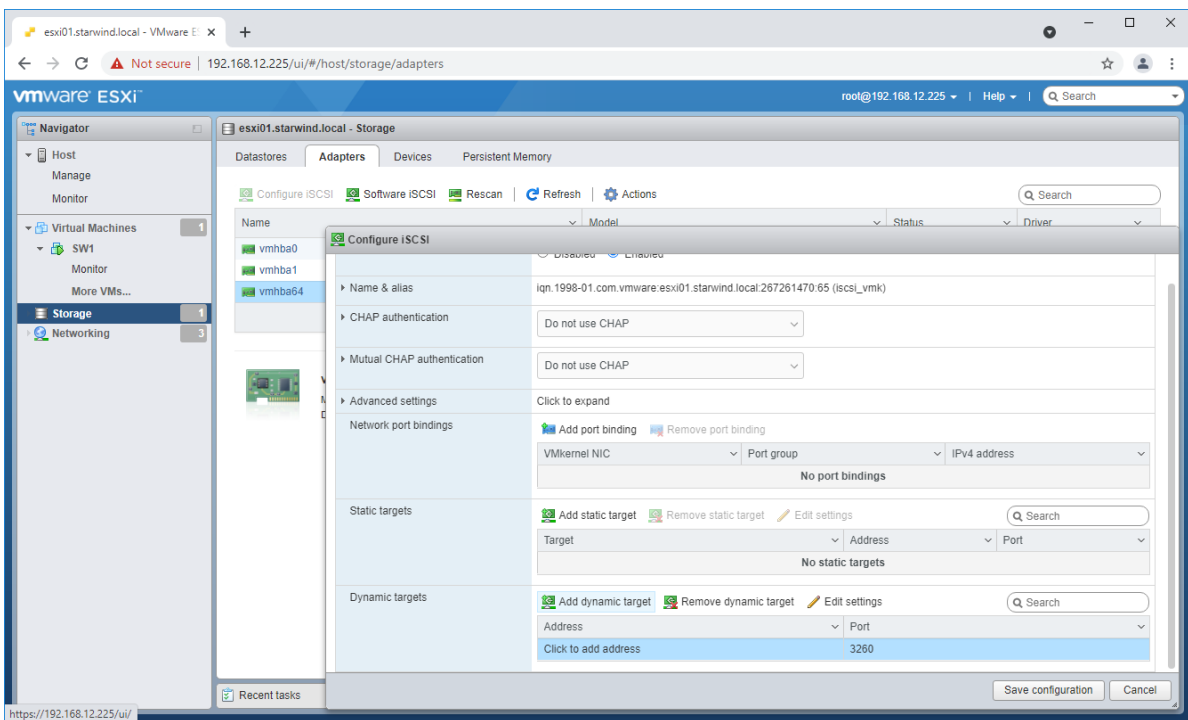 esxi01.starwind.local - VMware E
Not secure | 192.168.12.225/ui/#/host/storage/adapters
vmware ESXi
root@192.168.12.225 | Help | Search
Navigator
esxi01.starwind.local - Storage
Host
Manage
Monitor
Virtual Machines 1
SW1
Monitor
More VMs...
Storage 1
Networking 3
Datastores Adapters Devices Persistent Memory
Configure iSCSI Software iSCSI Rescan Refresh Actions Search
Name Model Status Driver
vmhba0
vmhba1
vmhba64
Configure iSCSI
Disabled Enabled
Name & alias iqn.1998-01.com.vmware:esxi01.starwind.local:267261470:65 (iscsi_vmk)
CHAP authentication Do not use CHAP
Mutual CHAP authentication Do not use CHAP
Advanced settings Click to expand
Network port bindings Add port binding Remove port binding
VMkernel NIC Port group IPv4 address
No port bindings
Static targets Add static target Remove static target Edit settings Search
Target Address Port
No static targets
Dynamic targets Add dynamic target Remove dynamic target Edit settings Search
Address Port
Click to add address 3260
Save configuration Cancel
Recent tasks
https://192.168.12.225/ui/